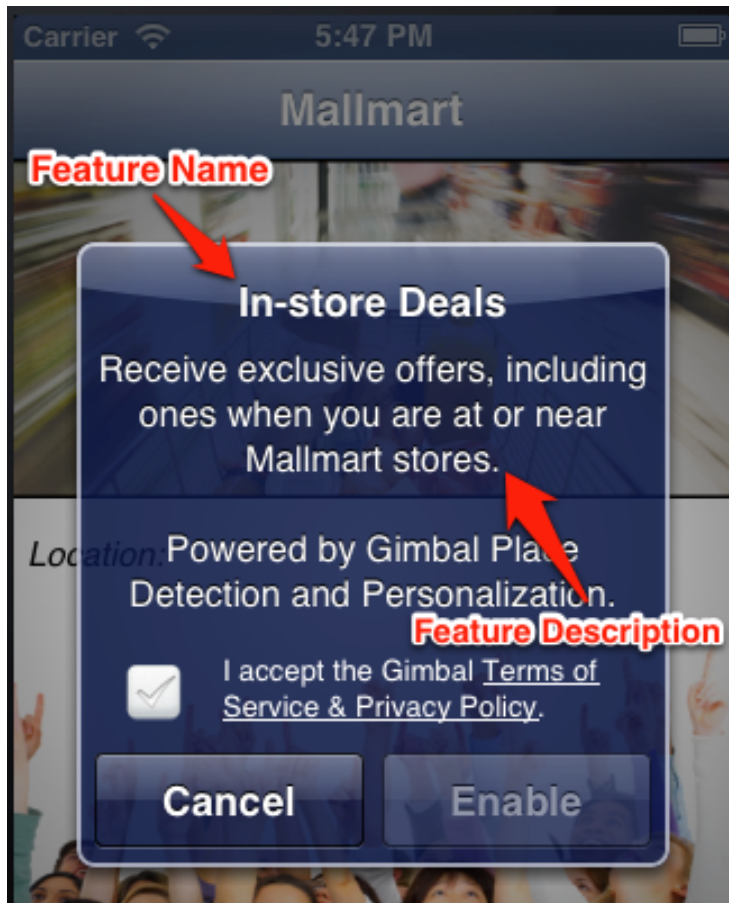 Carrier 5:47 PM
Mallmart
Feature Name
In-store Deals
Receive exclusive offers, including
ones when you are at or near
Mallmart stores.
Location:
Powered by Gimbal Place
Detection and Personalization.
Feature Description
I accept the Gimbal Terms of
Service & Privacy Policy.
Cancel Enable